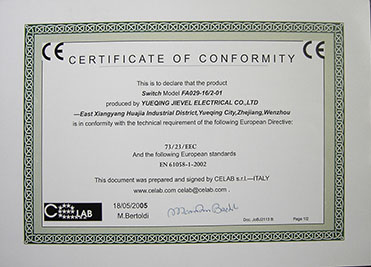 CE CERTIFICATE OF CONFORMITY CE
This is to declare that the product
Switch Model FA029-16/2-01
produced by YUEQING JIEVEL ELECTRICAL CO.,LTD
—East Xiangyang Huajia Industrial District,Yueqing City,Zhejiang,Wenzhou
is in conformity with the technical requirement of the following European Directive:
73/23/EEC
And the following European standards
EN 61058-1-2002
This document was prepared and signed by CELAB s.r.l.—ITALY
www.celab.com celab@celab.com .
CELAB
18/05/2005
M.Bertoldi
Page 1/2